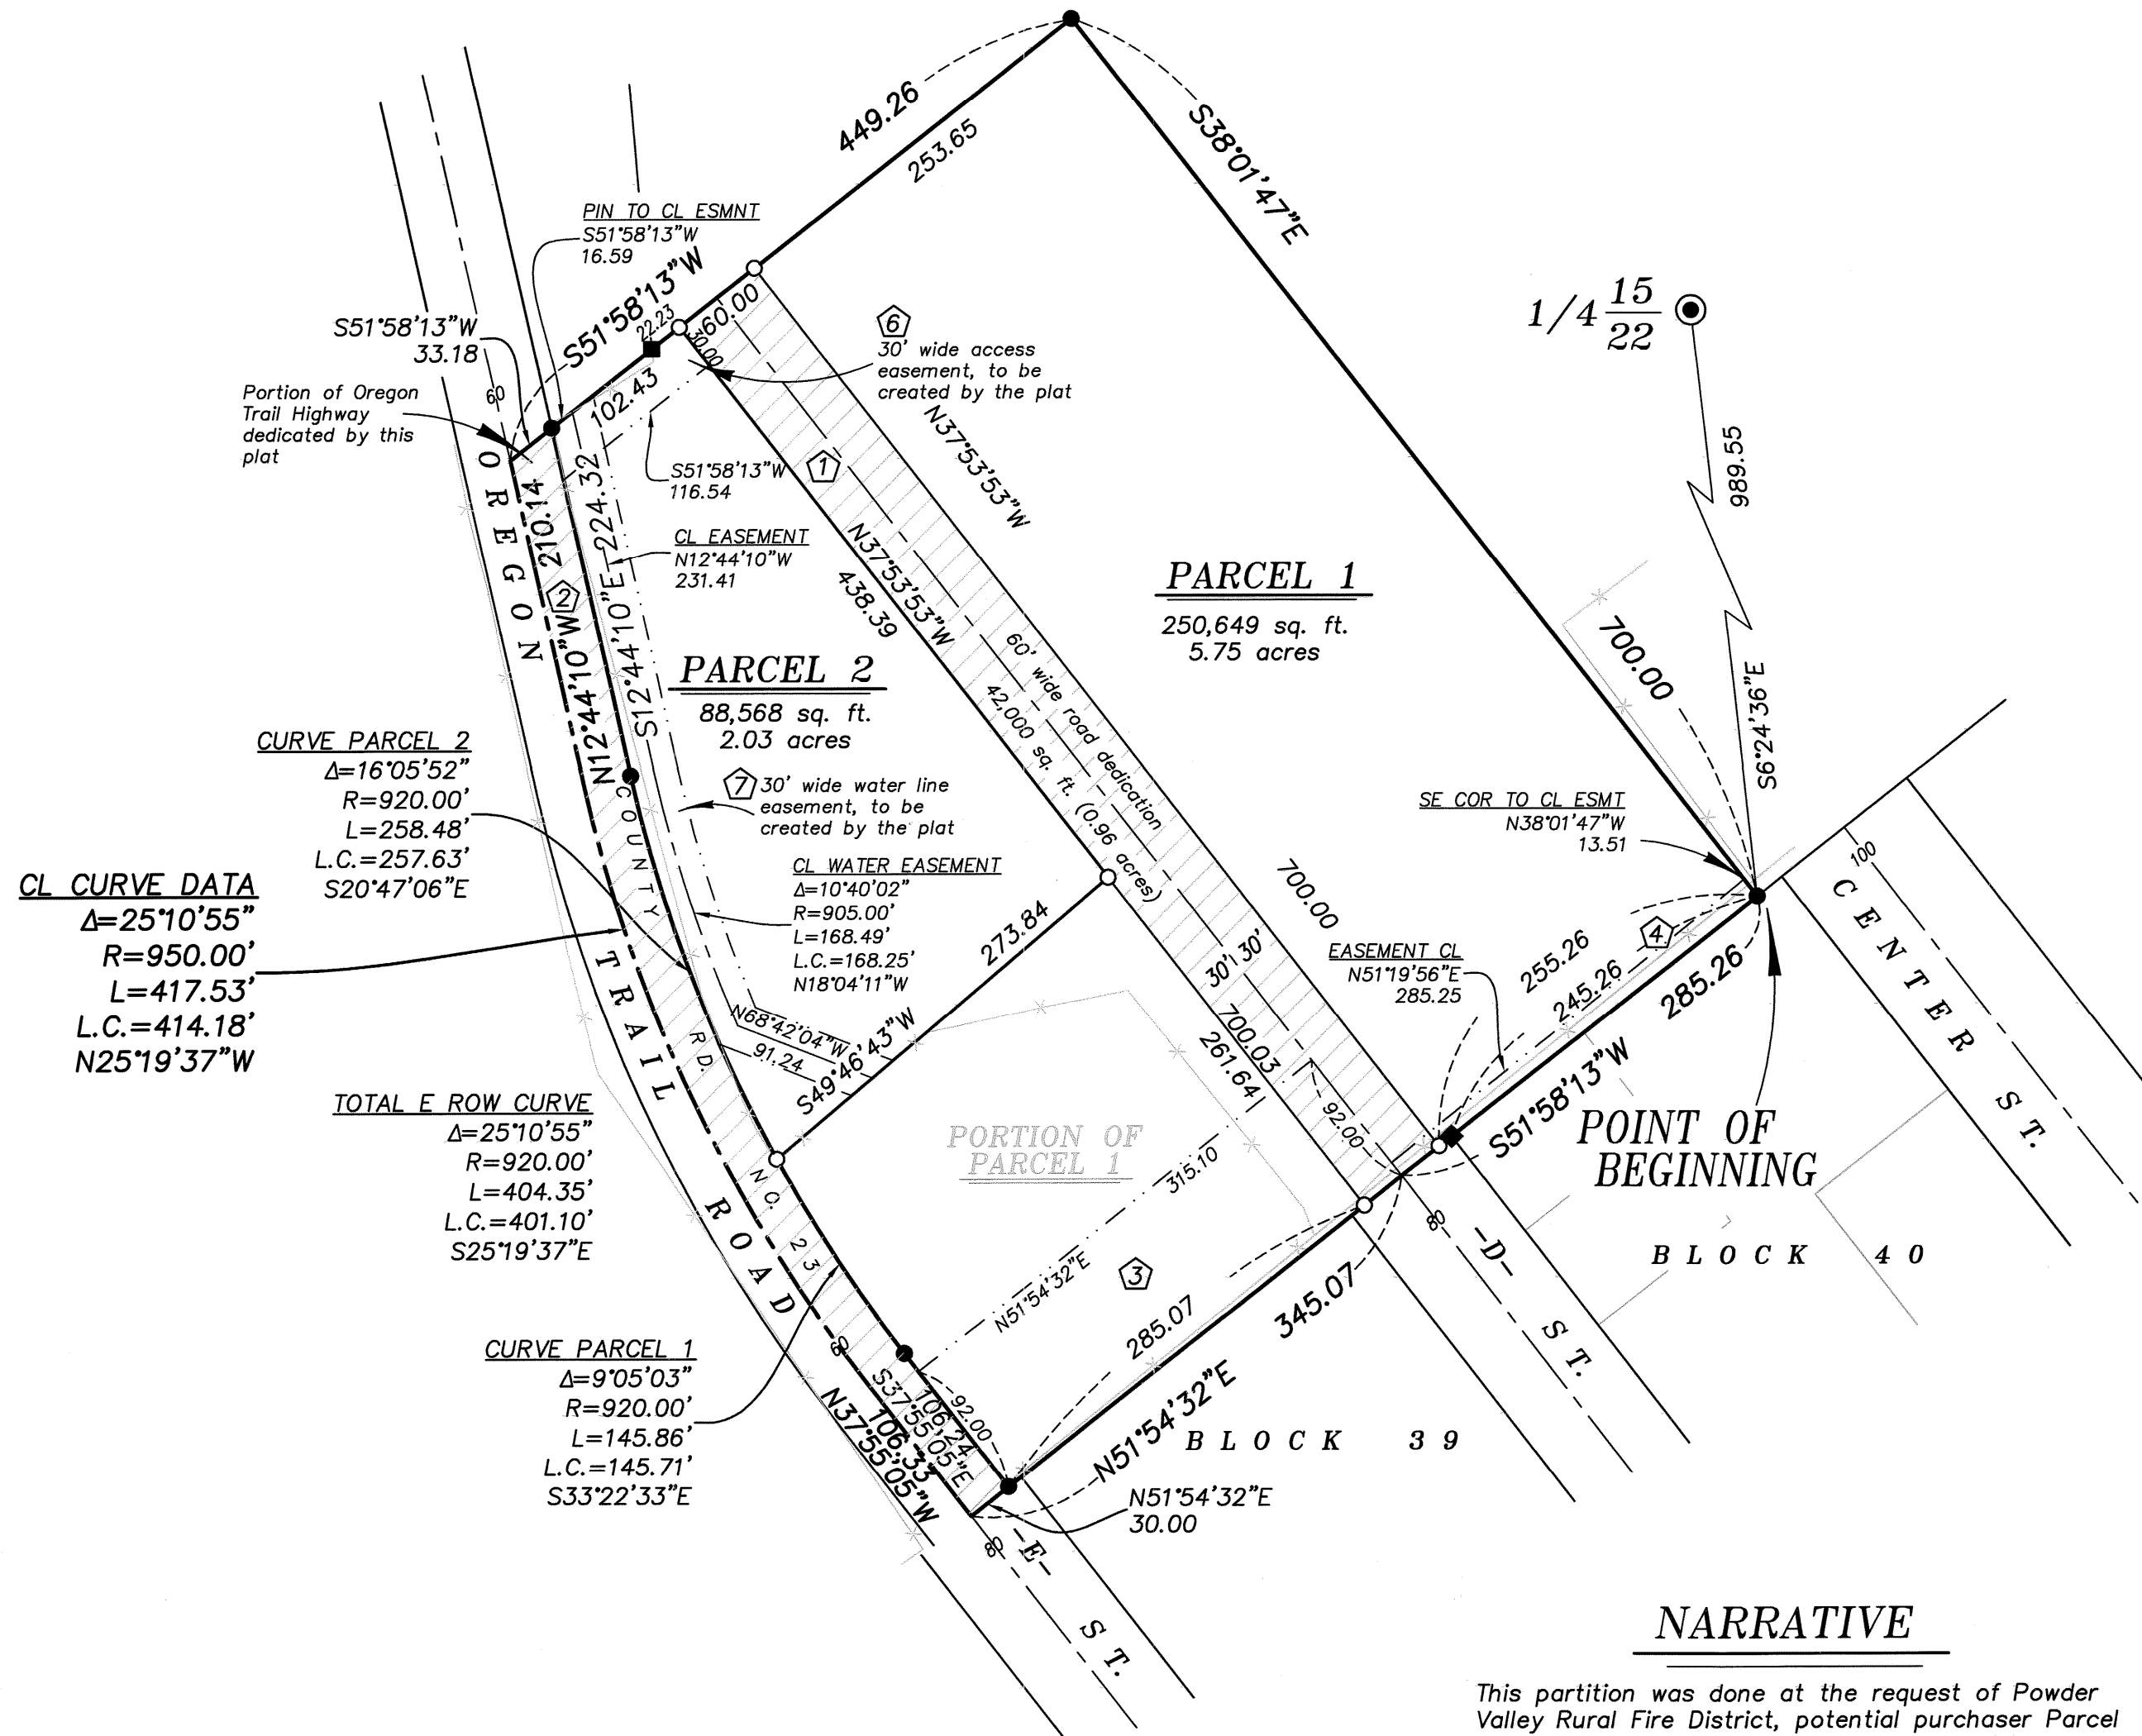 449.26
253.65
S38°01'47"E
PIN TO CL ESMNT
S51°58'13"W
16.59
S51°58'13"W
22.23
60.00
30.00
102.43
S51°58'13"W
33.18
60
Portion of Oregon
Trail Highway
dedicated by this
plat
6
30' wide access
easement, to be
created by the plat
1/4 15
22
989.55
S6°24'36"E
N37°53'53"W
1
S51°58'13"W
116.54
CL EASEMENT
N12°44'10"W
231.41
N37°53'53"W
438.39
210.14
N12°44'10"W
2
S12°44'10"E 224.32
PARCEL 1
250,649 sq. ft.
5.75 acres
700.00
PARCEL 2
88,568 sq. ft.
2.03 acres
60' wide road dedication
42,000 sq. ft. (0.96 acres)
7
30' wide water line
easement, to be
created by the plat
CURVE PARCEL 2
Δ=16°05'52"
R=920.00'
L=258.48'
L.C.=257.63'
S20°47'06"E
CL CURVE DATA
Δ=25°10'55"
R=950.00'
L=417.53'
L.C.=414.18'
N25°19'37"W
CL WATER EASEMENT
Δ=10°40'02"
R=905.00'
L=168.49'
L.C.=168.25'
N18°04'11"W
SE COR TO CL ESMT
N38°01'47"W
13.51
100
CENTER ST.
273.84
700.00
30' 30'
EASEMENT CL
N51°19'56"E
285.25
4
255.26
245.26
285.26
S51°58'13"W
N68°42'04"W
91.24
S49°46'43"W
700.03
261.64
92.00
POINT OF
BEGINNING
TOTAL E ROW CURVE
Δ=25°10'55"
R=920.00'
L=404.35'
L.C.=401.10'
S25°19'37"E
PORTION OF
PARCEL 1
315.10
N51°54'32"E
3
80
-D- ST.
BLOCK 40
OREGON TRAIL ROAD
COUNTY RD. NO. 23
285.07
345.07
N51°54'32"E
CURVE PARCEL 1
Δ=9°05'03"
R=920.00'
L=145.86'
L.C.=145.71'
S33°22'33"E
60
92.00
106.24
S37°55'05"E
106.33
N37°55'05"W
BLOCK 39
N51°54'32"E
30.00
80
-E- ST.
NARRATIVE
This partition was done at the request of Powder
Valley Rural Fire District, potential purchaser Parcel